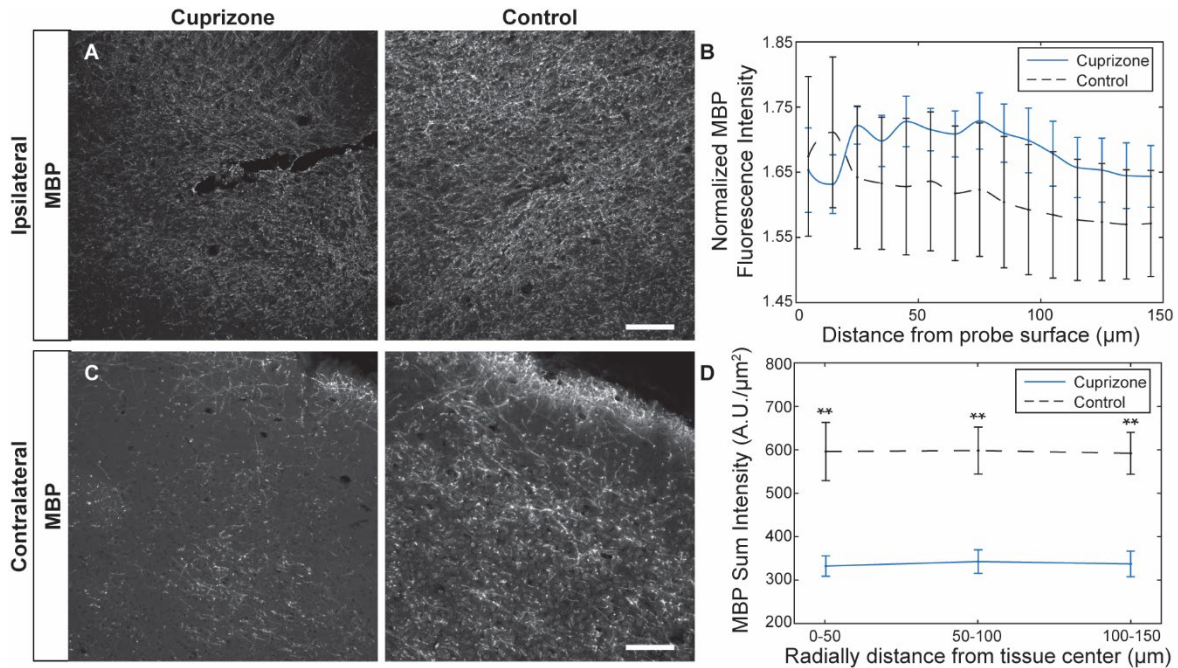 Cuprizone
Control
Ipsilateral
MBP
A
B
Normalized MBP
Fluorescence Intensity
1.85
1.75
1.65
1.55
1.45
Cuprizone
Control
0
50
100
150
Distance from probe surface (µm)
Contralateral
MBP
C
D
MBP Sum Intensity (A.U./µm²)
800
700
600
500
400
300
200
Cuprizone
Control
**
**
**
0-50
50-100
100-150
Radially distance from tissue center (µm)